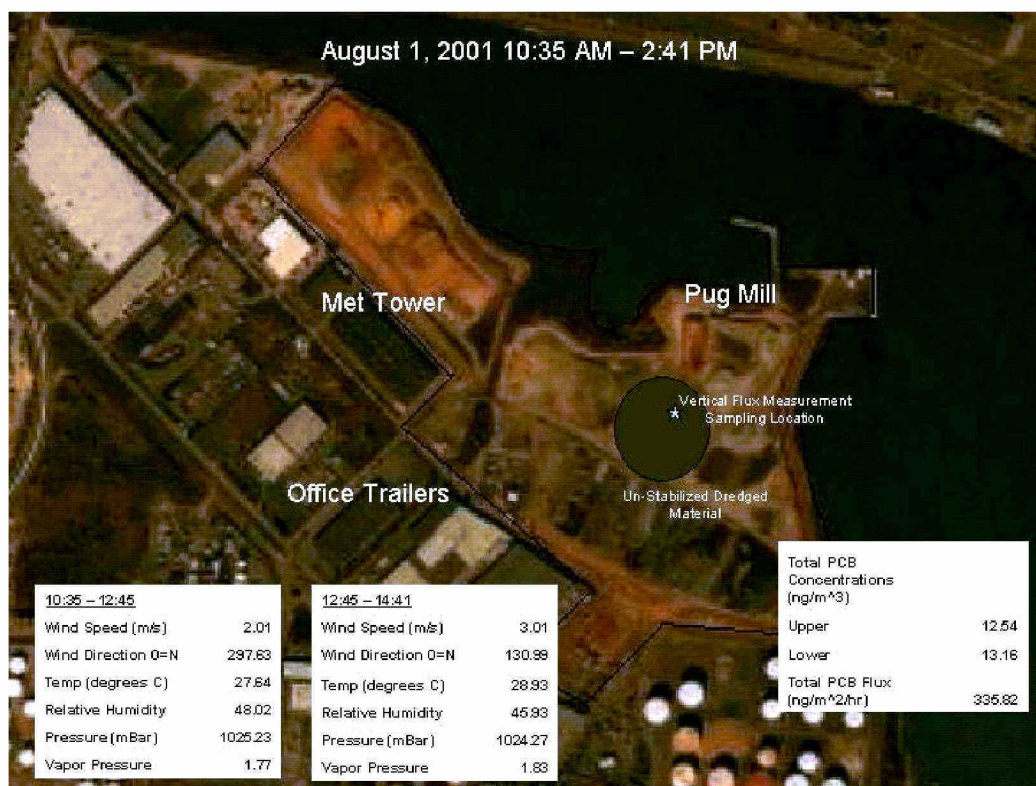 August 1, 2001 10:35 AM – 2:41 PM
Met Tower
Pug Mill
Vertical Flux Measurement
Sampling Location
Office Trailers
Un-Stabilized Dredged
Material
10:35 – 12:45
Wind Speed (m/s) 2.01
Wind Direction 0=N 297.63
Temp (degrees C) 27.64
Relative Humidity 48.02
Pressure (mBar) 1025.23
Vapor Pressure 1.77
12:45 – 14:41
Wind Speed (m/s) 3.01
Wind Direction 0=N 130.99
Temp (degrees C) 28.93
Relative Humidity 45.93
Pressure (mBar) 1024.27
Vapor Pressure 1.83
Total PCB
Concentrations
(ng/m^3)
Upper 12.54
Lower 13.16
Total PCB Flux
(ng/m^2/hr) 335.82